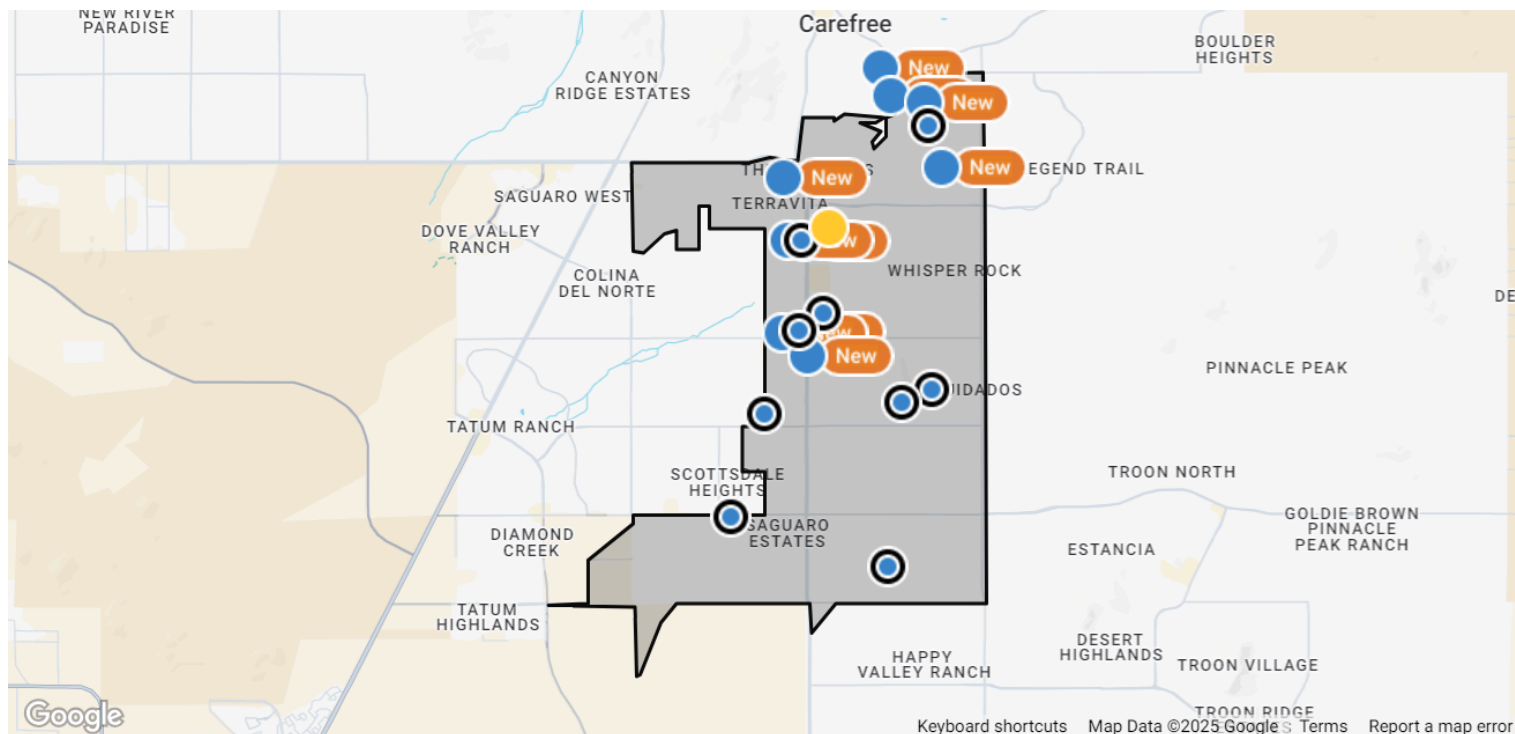 NEW RIVER
PARADISE
Carefree
BOULDER
HEIGHTS
CANYON
RIDGE ESTATES
New
New
New
EGEND TRAIL
New
SAGUARO WEST
TERRAVITA
DOVE VALLEY
RANCH
WHISPER ROCK
COLINA
DEL NORTE
New
PINNACLE PEAK
TATUM RANCH
SCOTTSDALE
HEIGHTS
TROON NORTH
GOLDIE BROWN
PINNACLE
PEAK RANCH
SAGUARO
ESTATES
DIAMOND
CREEK
ESTANCIA
TATUM
HIGHLANDS
DESERT
HIGHLANDS
HAPPY
VALLEY RANCH
TROON VILLAGE
TROON RIDGE
Google
Keyboard shortcuts Map Data ©2025 Google Terms Report a map error